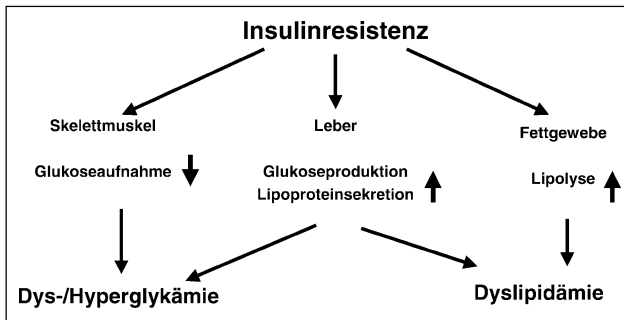 Insulinresistenz
Skelettmuskel
Leber
Fettgewebe
Glukoseaufnahme
Glukoseproduktion
Lipoproteinsekretion
Lipolyse
Dys-/Hyperglykämie
Dyslipidämie